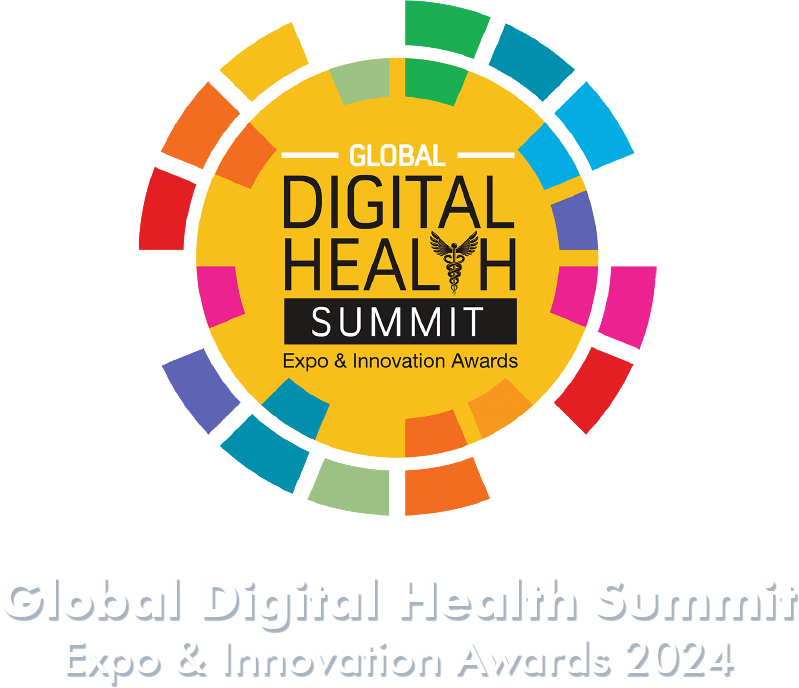 GLOBAL
DIGITAL
HEALTH
SUMMIT
Expo & Innovation Awards
Global Digital Health Summit
Expo & Innovation Awards 2024